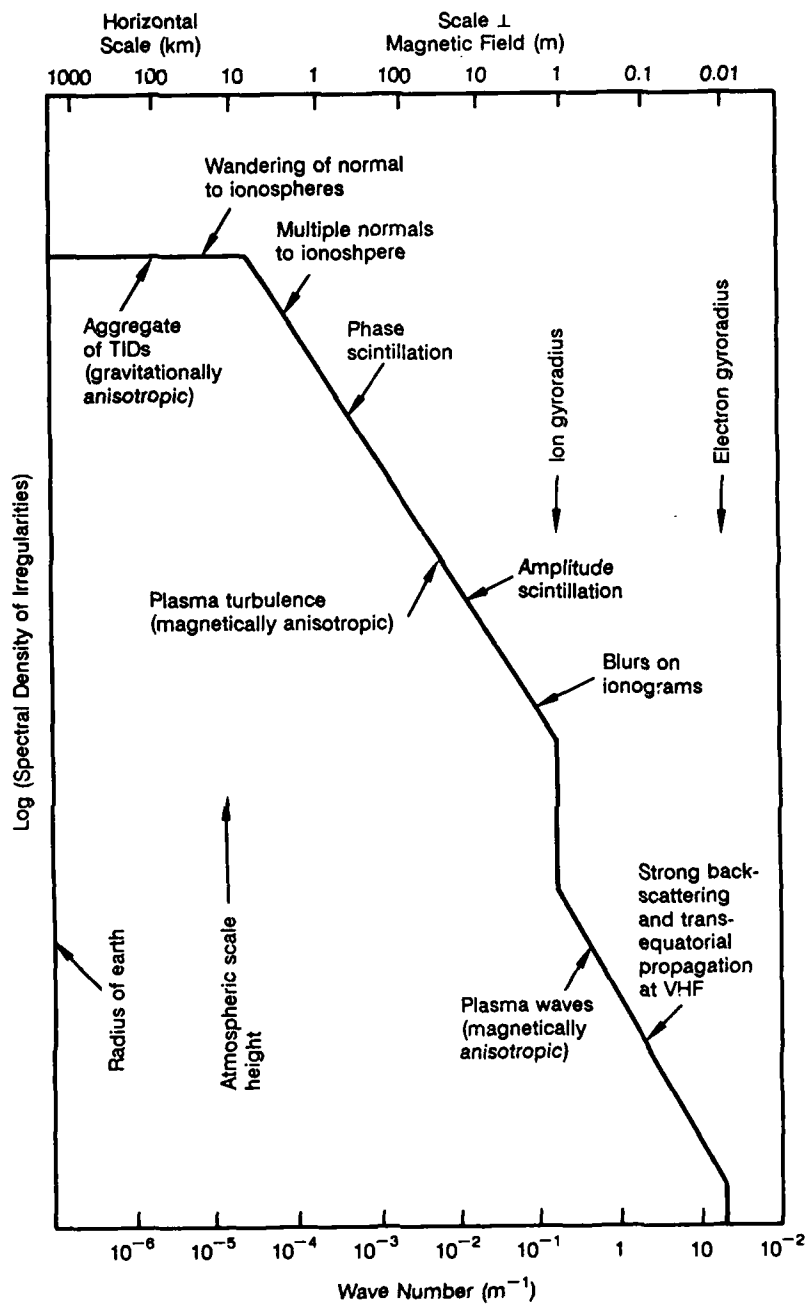 Horizontal
Scale (km)
Scale ⊥
Magnetic Field (m)
1000 100 10 1 100 10 1 0.1 0.01
Wandering of normal
to ionospheres
Multiple normals
to ionoshpere
Aggregate
of TIDs
(gravitationally
anisotropic)
Phase
scintillation
Ion gyroradius
Electron gyroradius
Log (Spectral Density of Irregularities)
Plasma turbulence
(magnetically anisotropic)
Amplitude
scintillation
Blurs on
ionograms
Radius of earth
Atmospheric scale
height
Strong back-
scattering
and trans-
equatorial
propagation
at VHF
Plasma waves
(magnetically
anisotropic)
10⁻⁶ 10⁻⁵ 10⁻⁴ 10⁻³ 10⁻² 10⁻¹ 1 10 10⁻²
Wave Number (m⁻¹)